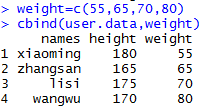 > weight=c(55,65,70,80)
> cbind(user.data,weight)
names height weight
1 xiaoming 180 55
2 zhangsan 165 65
3 lisi 175 70
4 wangwu 170 80